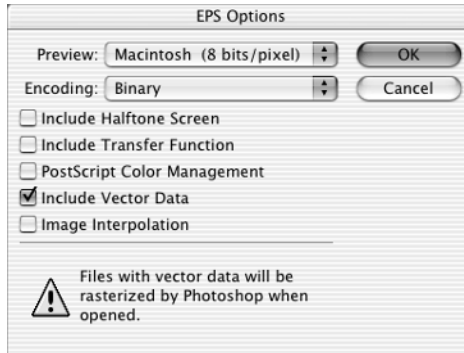 EPS Options
Preview: Macintosh (8 bits/pixel) OK
Encoding: Binary Cancel
Include Halftone Screen
Include Transfer Function
PostScript Color Management
Include Vector Data
Image Interpolation
Files with vector data will be
rasterized by Photoshop when
opened.